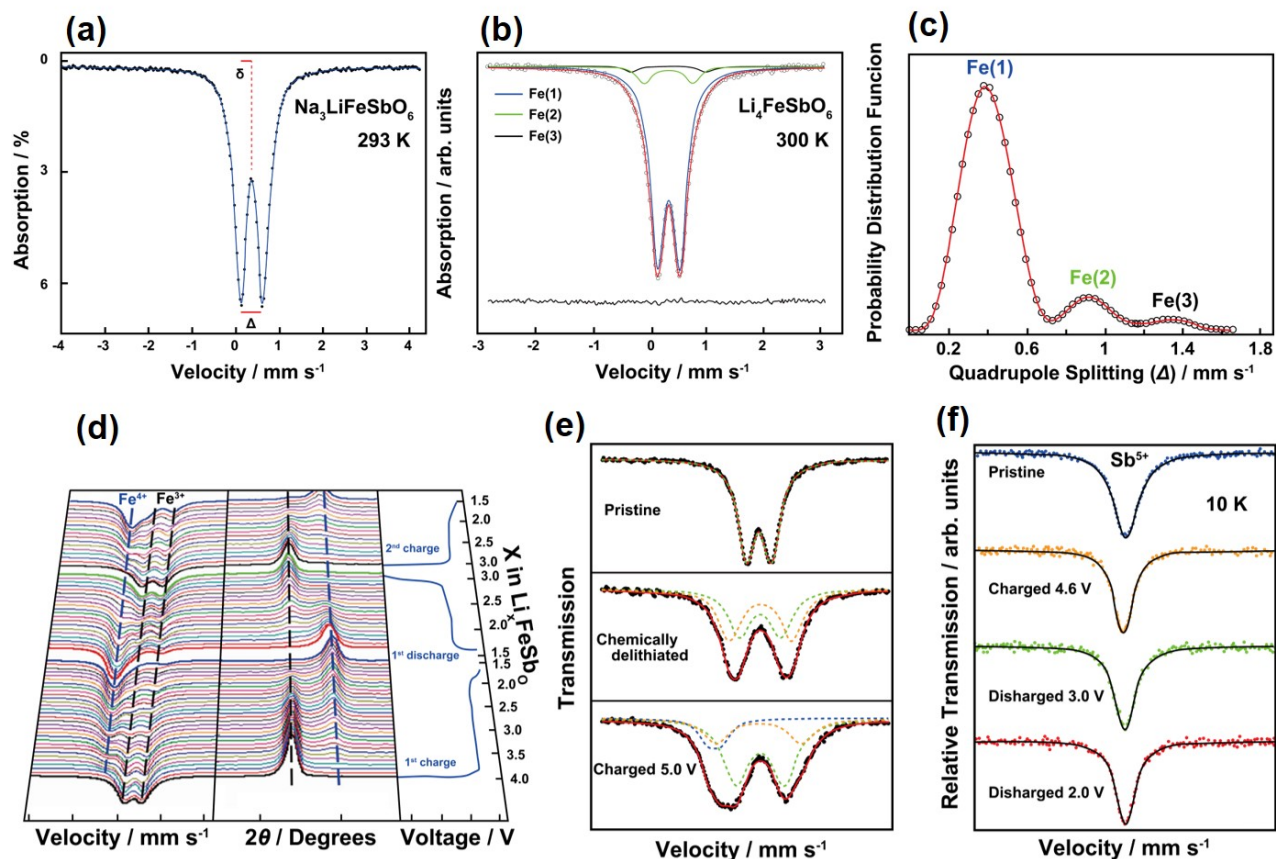 (a)
0
3
6
Absorption / %
δ
Na3LiFeSbO6
293 K
Δ
-4 -3 -2 -1 0 1 2 3 4
Velocity / mm s-1
(b)
Absorption / arb. units
Fe(1)
Fe(2)
Fe(3)
Li4FeSbO6
300 K
-2 -1 0 1 2 3
Velocity / mm s-1
(c)
Probability Distribution Funcion
Fe(1)
Fe(2)
Fe(3)
0.2 0.6 1 1.4 1.8
Quadrupole Splitting (Δ) / mm s-1
(d)
Fe4+
Fe3+
2nd charge
1st discharge
1st charge
1.5
2.0
2.5
3.0
3.0
2.5
2.0
1.5
1.5
2.0
2.5
3.0
3.5
4.0
X in LixFeSbO
Velocity / mm s-1
2θ / Degrees
Voltage / V
(e)
Transmission
Pristine
Chemically
delithiated
Charged 5.0 V
Velocity / mm s-1
(f)
Relative Transmission / arb. units
Sb5+
Pristine
10 K
Charged 4.6 V
Disharged 3.0 V
Disharged 2.0 V
Velocity / mm s-1